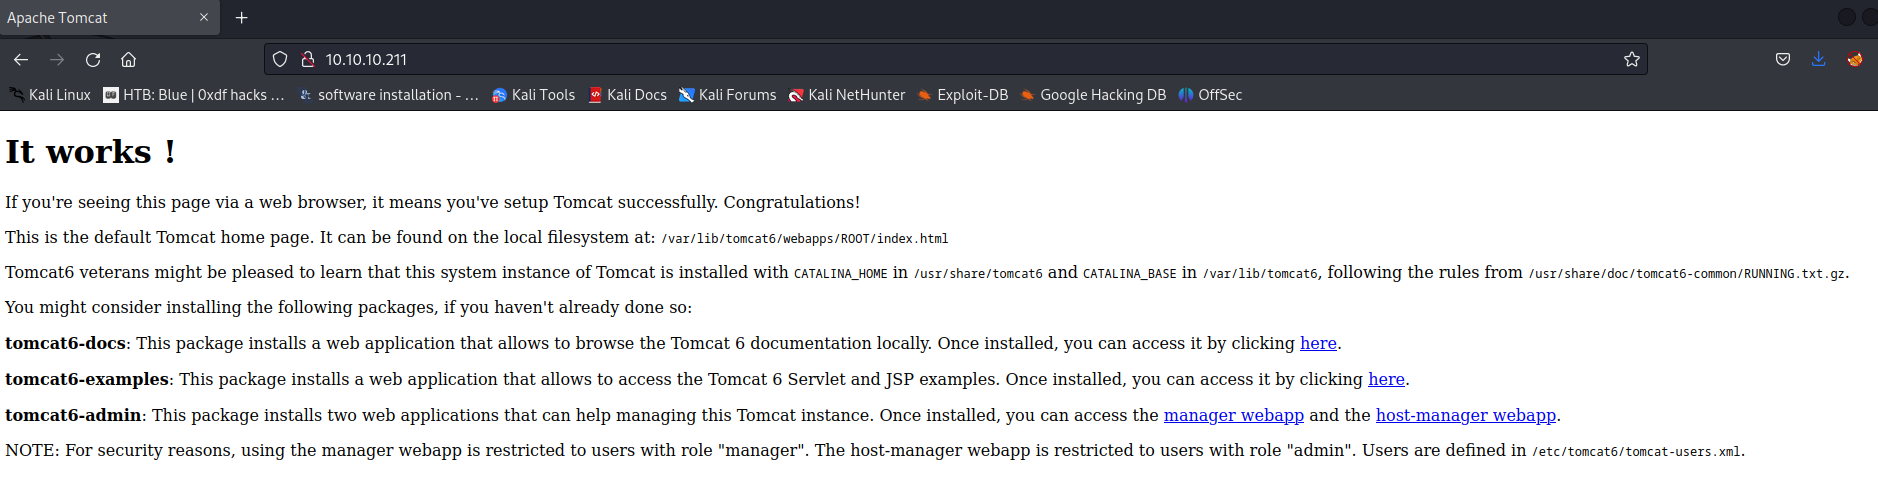 Apache Tomcat
10.10.10.211
Kali Linux HTB: Blue | 0xdf hacks ... software installation - ... Kali Tools Kali Docs Kali Forums Kali NetHunter Exploit-DB Google Hacking DB OffSec
It works !
If you're seeing this page via a web browser, it means you've setup Tomcat successfully. Congratulations!
This is the default Tomcat home page. It can be found on the local filesystem at: /var/lib/tomcat6/webapps/ROOT/index.html
Tomcat6 veterans might be pleased to learn that this system instance of Tomcat is installed with CATALINA_HOME in /usr/share/tomcat6 and CATALINA_BASE in /var/lib/tomcat6, following the rules from /usr/share/doc/tomcat6-common/RUNNING.txt.gz.
You might consider installing the following packages, if you haven't already done so:
tomcat6-docs: This package installs a web application that allows to browse the Tomcat 6 documentation locally. Once installed, you can access it by clicking here.
tomcat6-examples: This package installs a web application that allows to access the Tomcat 6 Servlet and JSP examples. Once installed, you can access it by clicking here.
tomcat6-admin: This package installs two web applications that can help managing this Tomcat instance. Once installed, you can access the manager webapp and the host-manager webapp.
NOTE: For security reasons, using the manager webapp is restricted to users with role "manager". The host-manager webapp is restricted to users with role "admin". Users are defined in /etc/tomcat6/tomcat-users.xml.